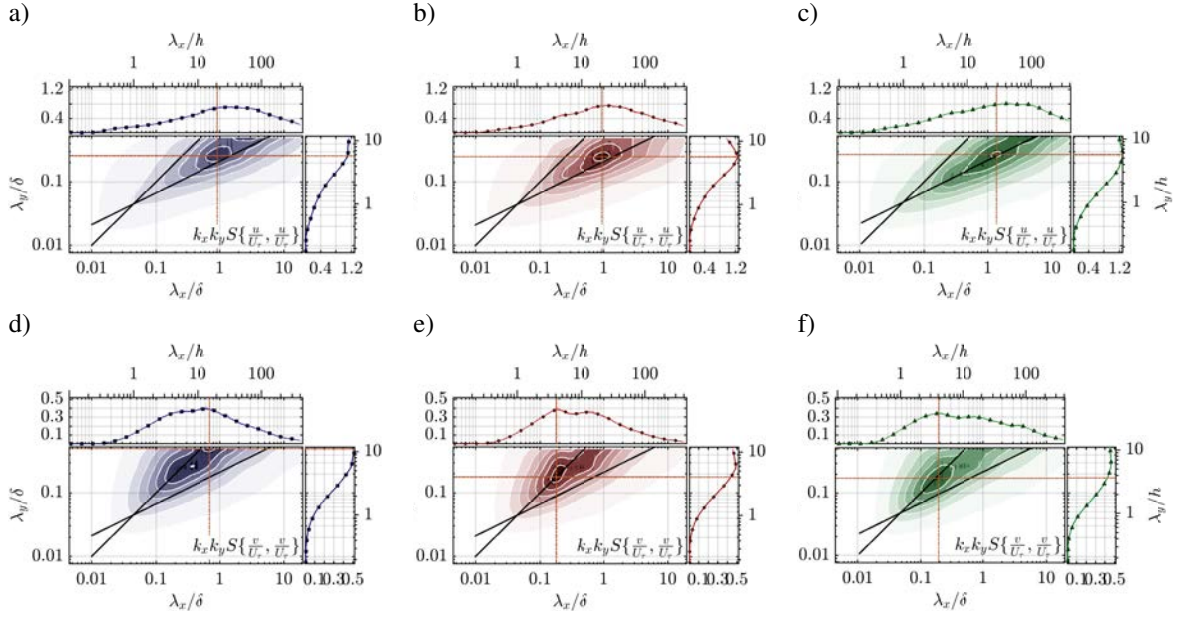 a) b) c)
λx/h λx/h λx/h
1 10 100 1 10 100 1 10 100
1.2 1.2 1.2
0.4 0.4 0.4
10 10 10
λy/δ 0.1 0.1 0.1
1 1 1 λy/h
0.01 kxkyS{u/Uτ, u/Uτ} 0.01 kxkyS{u/Uτ, u/Uτ} 0.01 kxkyS{u/Uτ, u/Uτ}
0.4 1.2 0.4 1.2 0.4 1.2
0.01 0.1 1 10 0.01 0.1 1 10 0.01 0.1 1 10
λx/δ λx/δ λx/δ
d) e) f)
λx/h λx/h λx/h
1 10 100 1 10 100 1 10 100
0.5 0.5 0.5
0.3 0.3 0.3
0.1 0.1 0.1
10 10 10
λy/δ 0.1 0.1 0.1
1 1 1 λy/h
0.01 kxkyS{v/Uτ, v/Uτ} 0.01 kxkyS{v/Uτ, v/Uτ} 0.01 kxkyS{v/Uτ, v/Uτ}
0.01 0.1 1 10 0.1 0.3 0.5 0.01 0.1 1 10 0.1 0.3 0.5 0.01 0.1 1 10 0.1 0.3 0.5
λx/δ λx/δ λx/δ